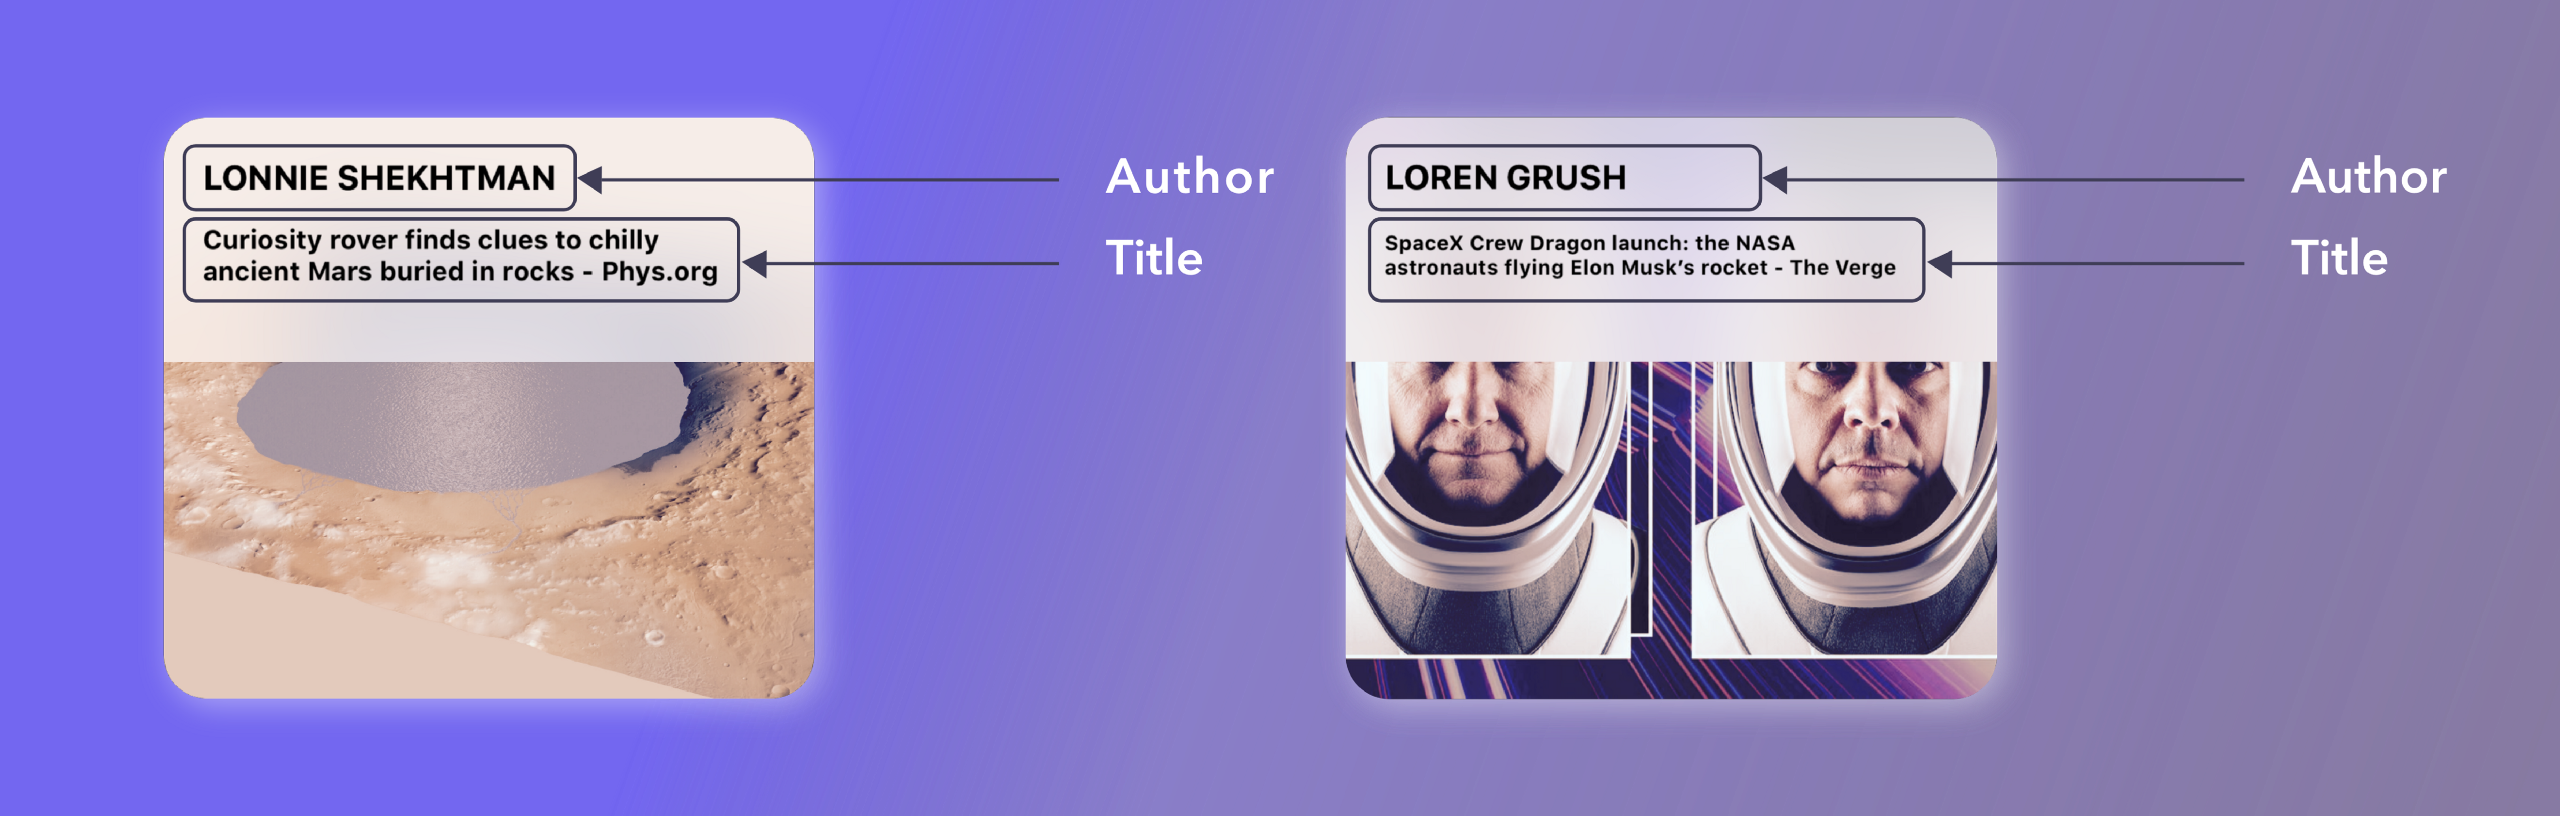 LONNIE SHEKHTMAN
Curiosity rover finds clues to chilly
ancient Mars buried in rocks - Phys.org
Author
Title
LOREN GRUSH
SpaceX Crew Dragon launch: the NASA
astronauts flying Elon Musk’s rocket - The Verge
Author
Title